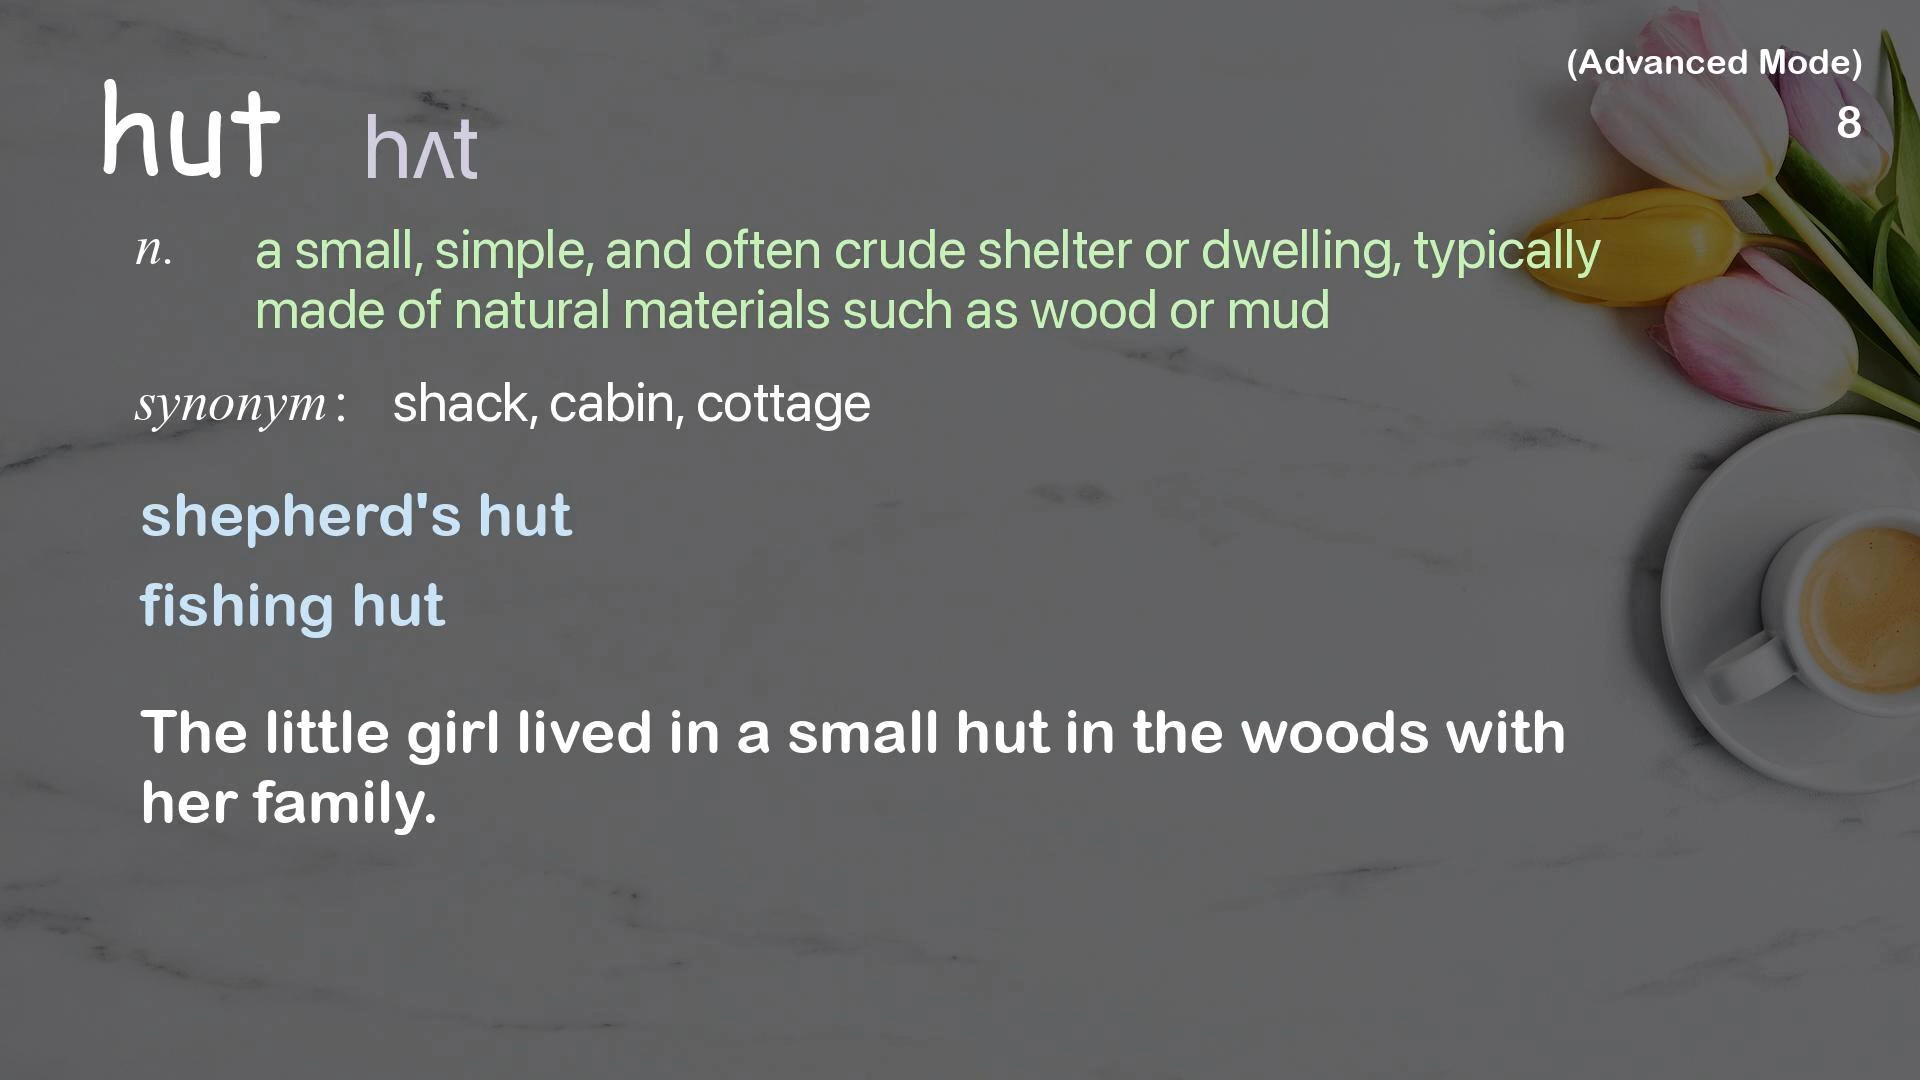 (Advanced Mode)
8
hut hʌt
n. a small, simple, and often crude shelter or dwelling, typically
made of natural materials such as wood or mud
synonym: shack, cabin, cottage
shepherd's hut
fishing hut
The little girl lived in a small hut in the woods with
her family.